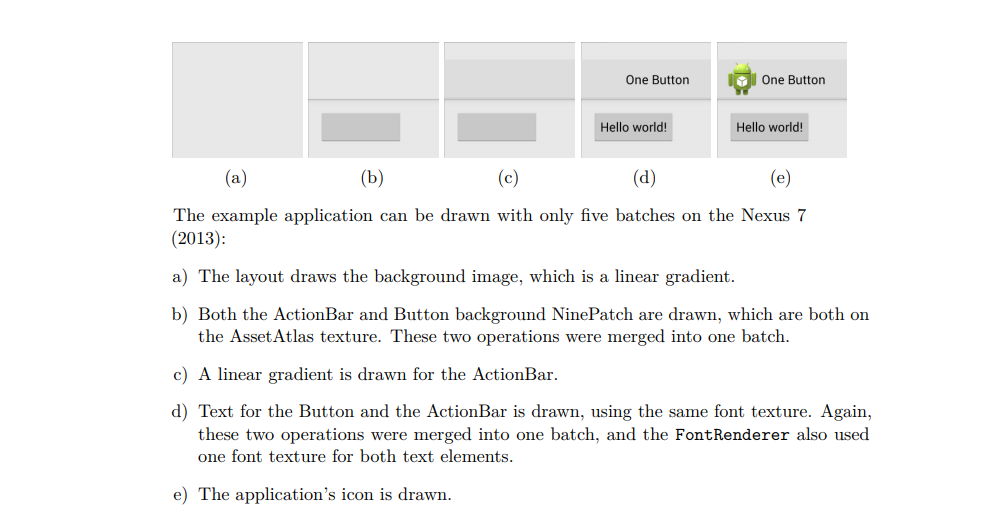 One Button
One Button
Hello world!
Hello world!
(a)
(b)
(c)
(d)
(e)
The example application can be drawn with only five batches on the Nexus 7
(2013):
a) The layout draws the background image, which is a linear gradient.
b) Both the ActionBar and Button background NinePatch are drawn, which are both on
the AssetAtlas texture. These two operations were merged into one batch.
c) A linear gradient is drawn for the ActionBar.
d) Text for the Button and the ActionBar is drawn, using the same font texture. Again,
these two operations were merged into one batch, and the FontRenderer also used
one font texture for both text elements.
e) The application's icon is drawn.